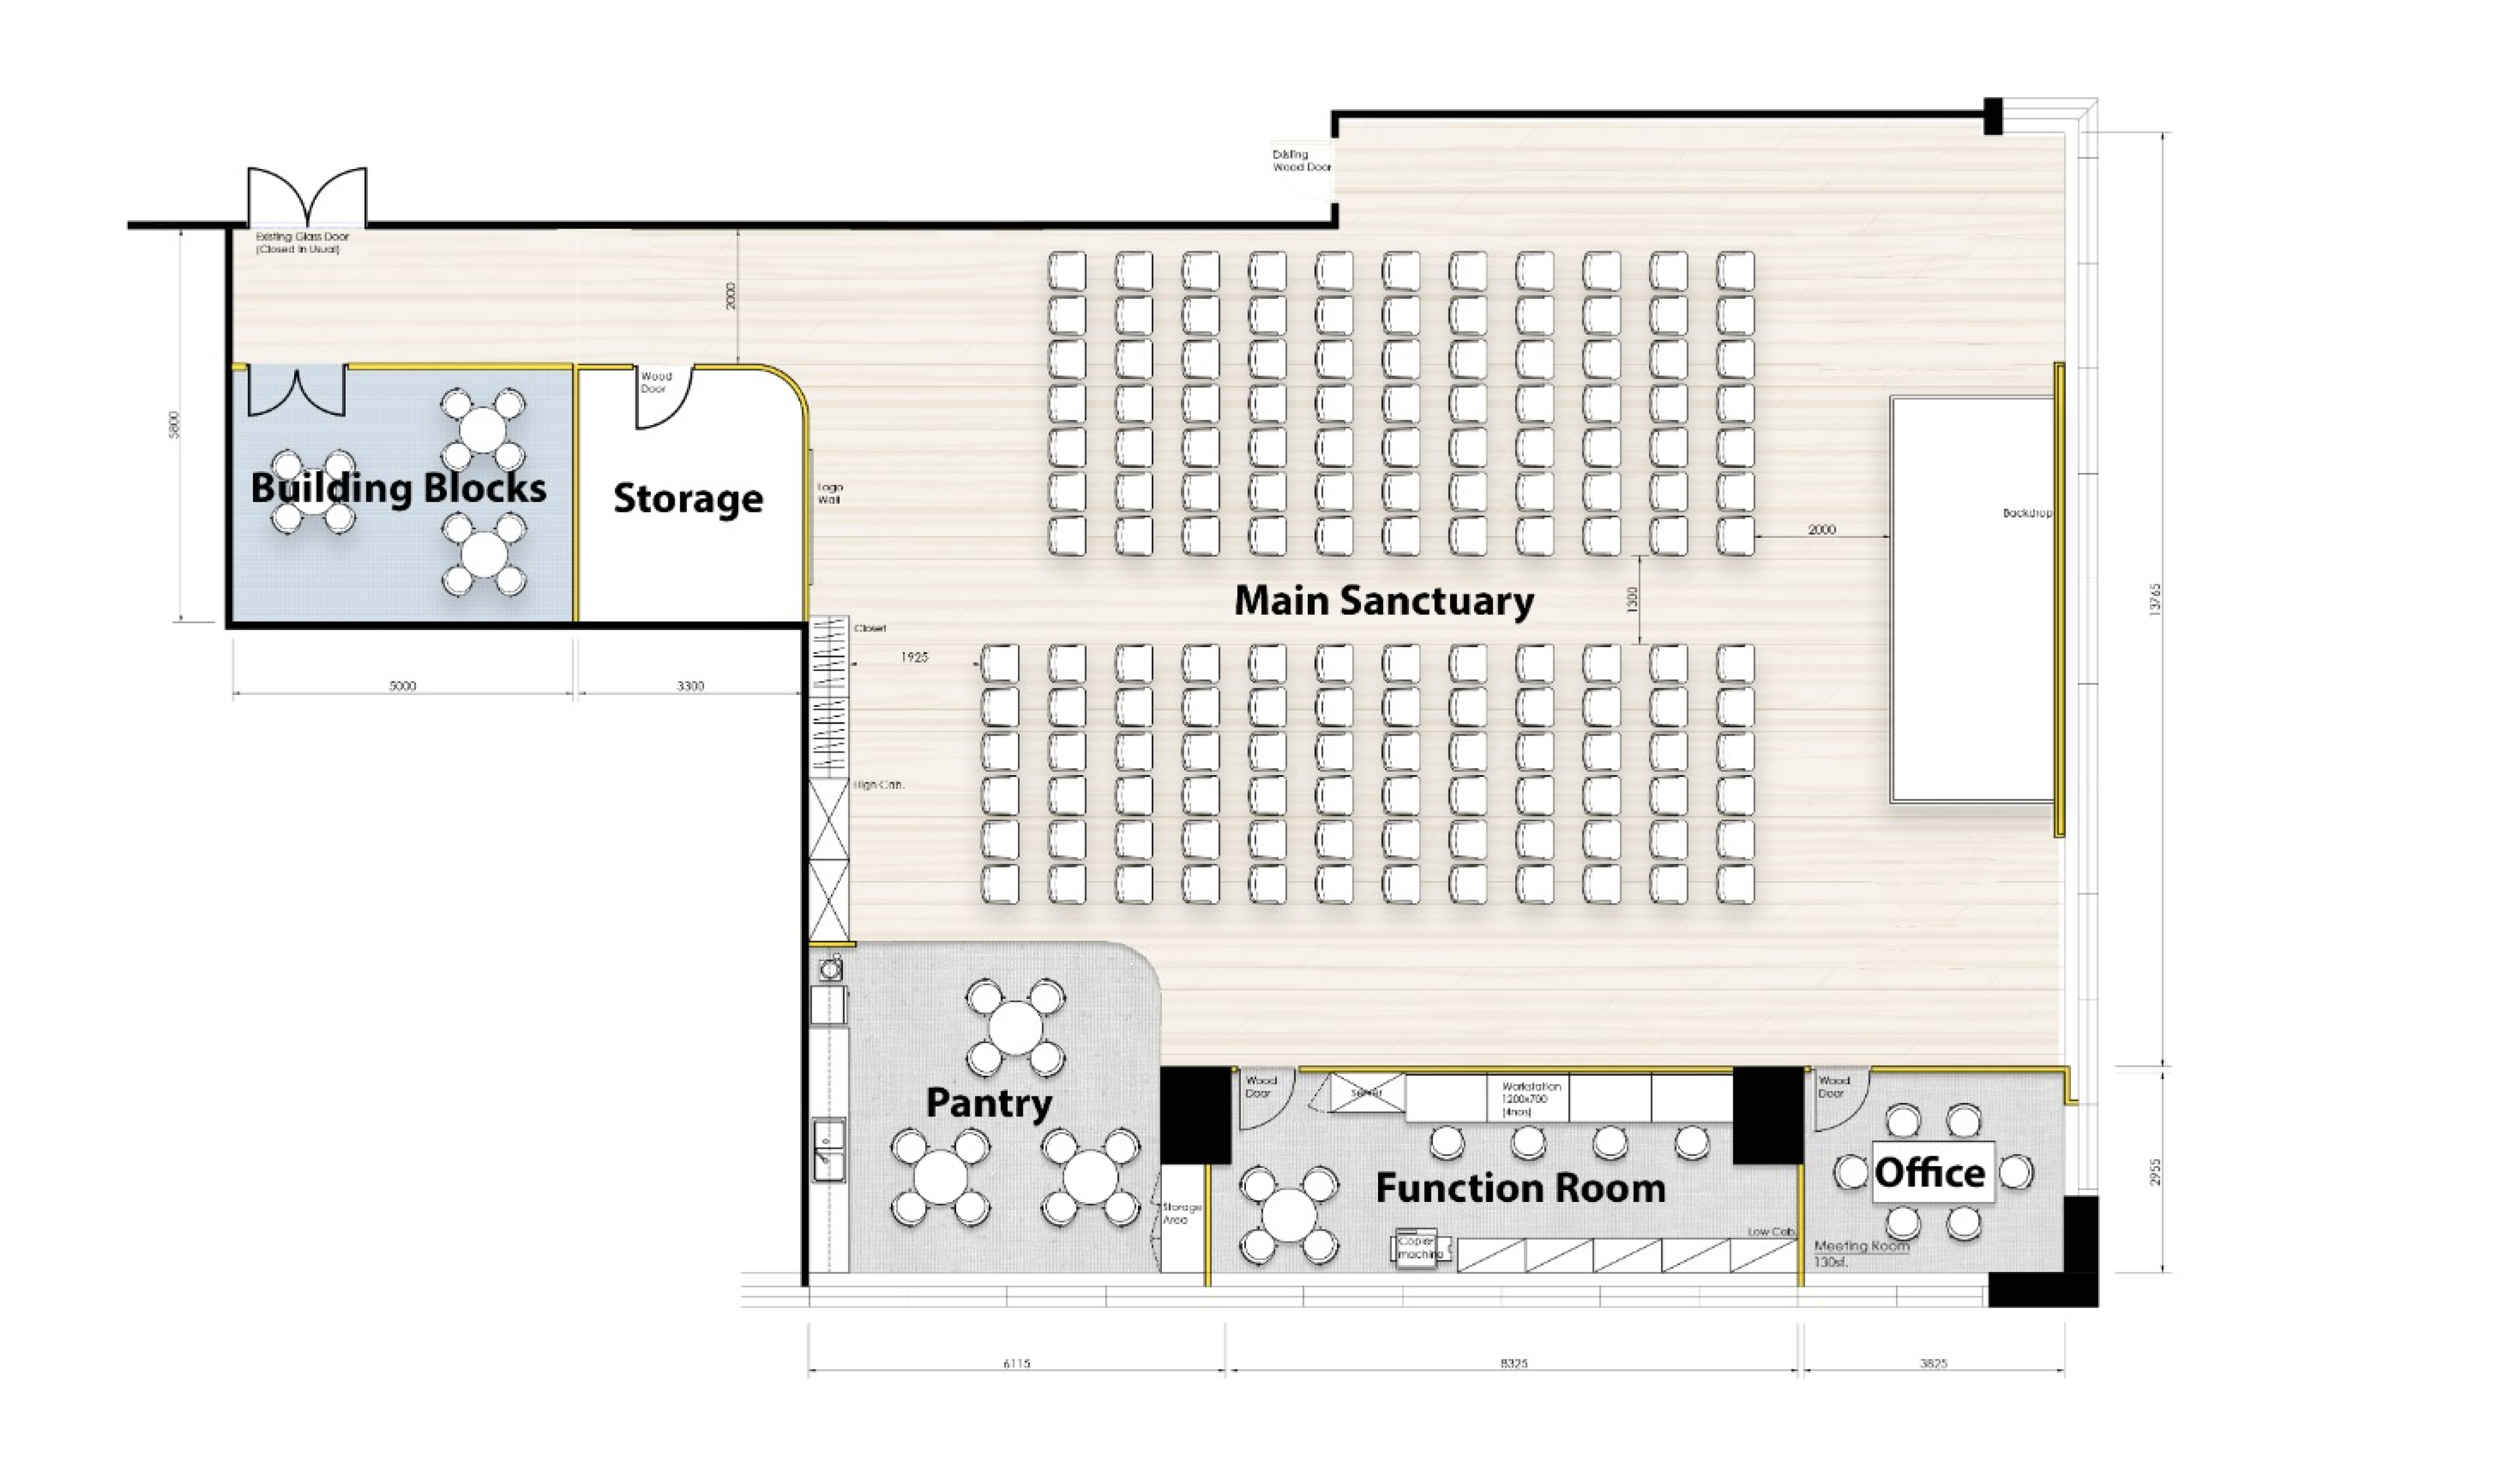 Existing
Wood Door
Existing Glass Door
(Closed In Usual)
2000
Wood
Door
5800
Building Blocks
Storage
Logo
Wall
Backdrop
2000
Main Sanctuary
1300
13765
Closet
1925
5000
3300
High Cab.
Pantry
Wood
Door
Server
Workstation
1200x700
(4nos)
Wood
Door
Function Room
Office
2955
Storage
Area
Copier
machine
Low Cab.
Meeting Room
130sf.
6115
8325
3825